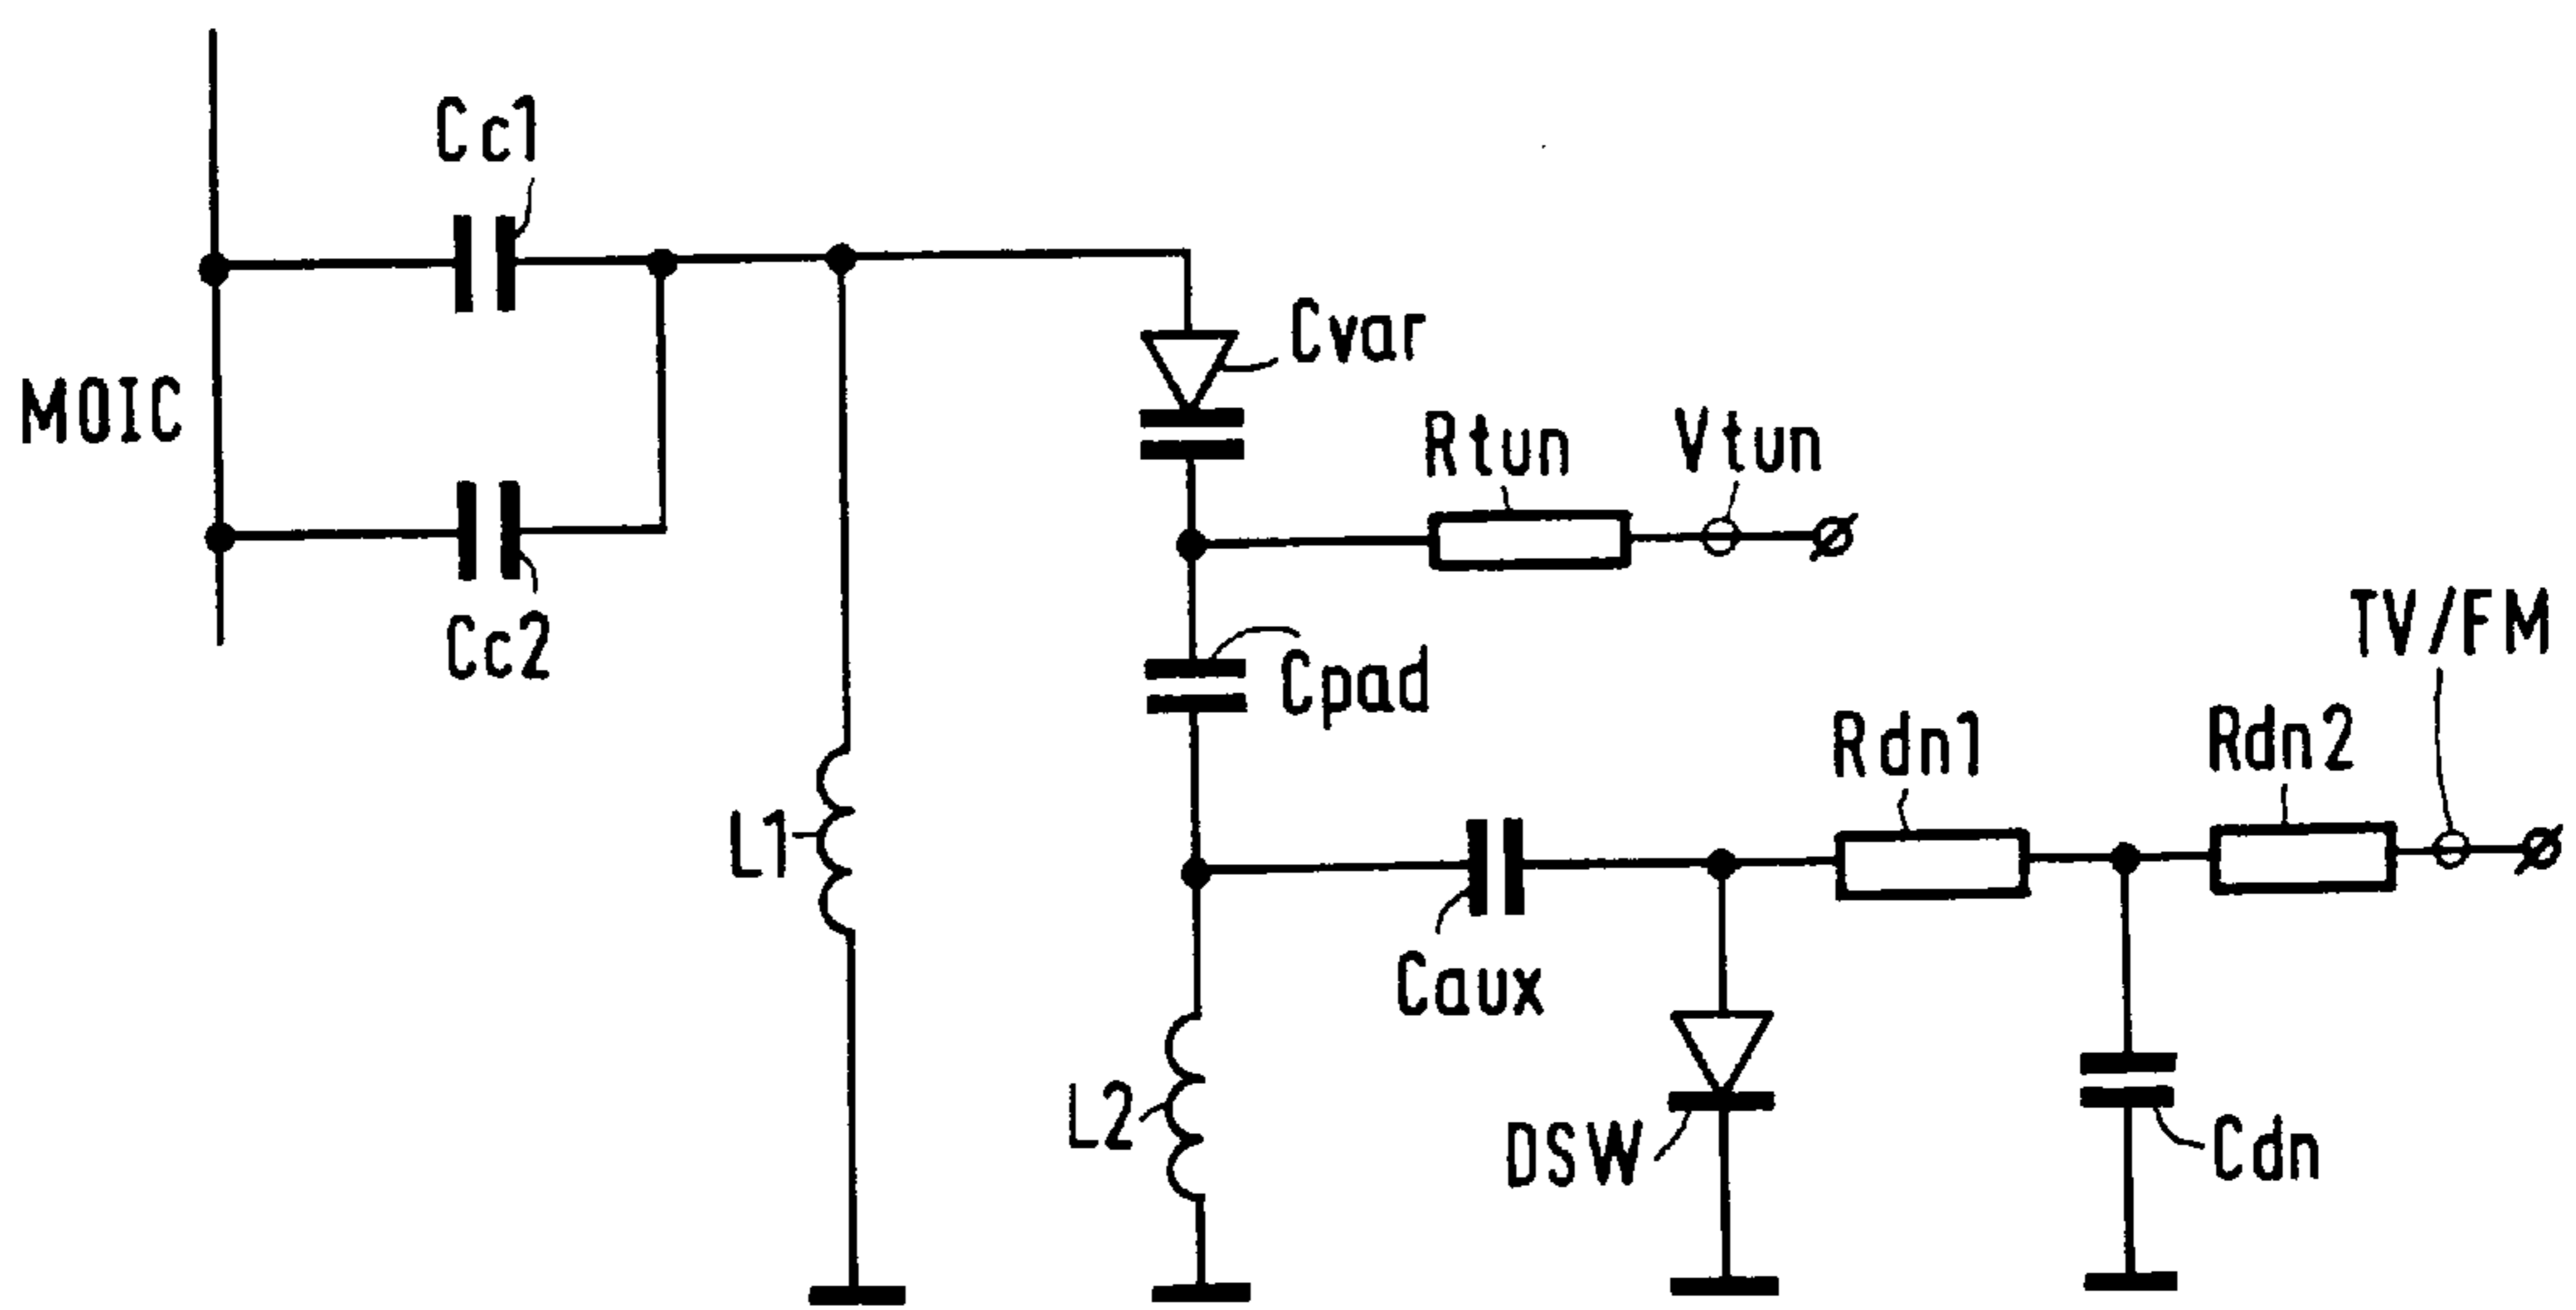 Cc1
Cvar
MOIC
Rtun
Vtun
Cc2
TV/FM
Cpad
Rdn1
Rdn2
L1
Caux
L2
DSW
Cdn